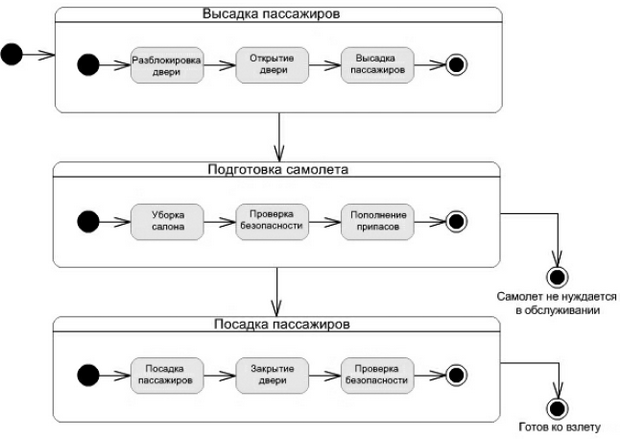 Высадка пассажиров
Разблокировка
двери
Открытие
двери
Высадка
пассажиров
Подготовка самолета
Уборка
салона
Проверка
безопасности
Пополнение
припасов
Самолет не нуждается
в обслуживании
Посадка пассажиров
Посадка
пассажиров
Закрытие
двери
Проверка
безопасности
Готов ко взлету